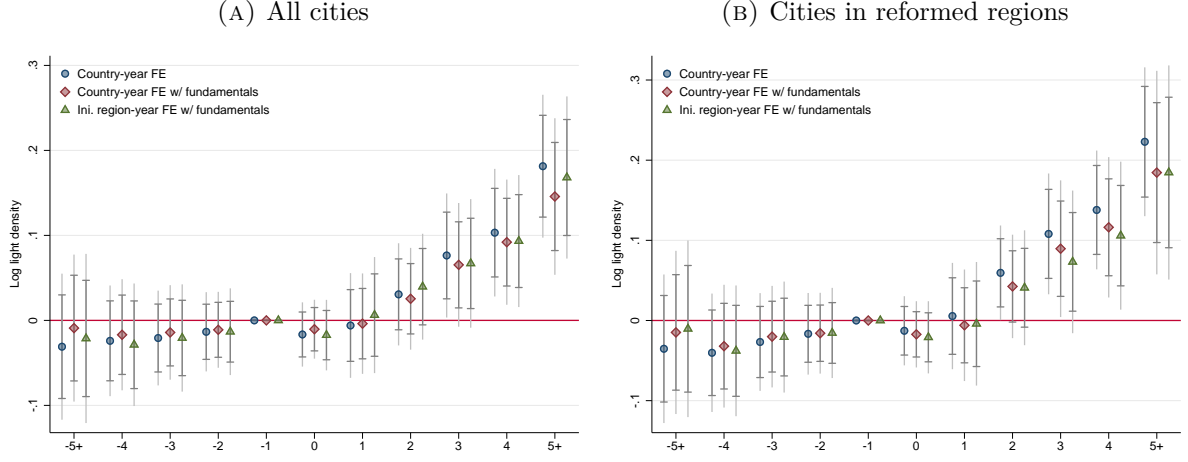 (A) All cities
Country-year FE
Country-year FE w/ fundamentals
Ini. region-year FE w/ fundamentals
Log light density
.3
.2
.1
0
-.1
-5+ -4 -3 -2 -1 0 1 2 3 4 5+
(B) Cities in reformed regions
Country-year FE
Country-year FE w/ fundamentals
Ini. region-year FE w/ fundamentals
Log light density
.3
.2
.1
0
-.1
-5+ -4 -3 -2 -1 0 1 2 3 4 5+